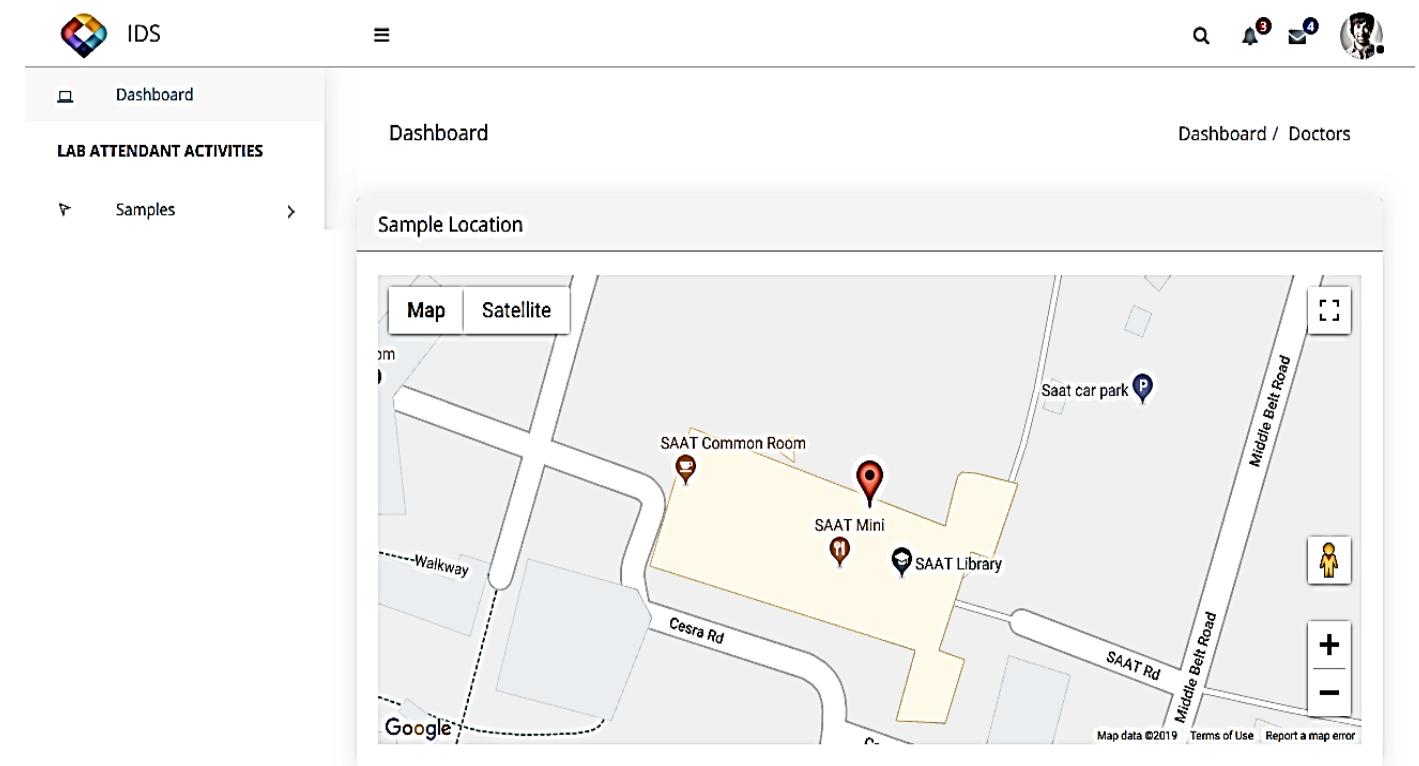 IDS
3
4
Dashboard
LAB ATTENDANT ACTIVITIES
Samples
Dashboard
Dashboard / Doctors
Sample Location
Map
Satellite
om
Saat car park
P
Middle Belt Road
SAAT Common Room
SAAT Mini
SAAT Library
Walkway
Cesra Rd
SAAT Rd
Middle Belt Road
Google
Map data ©2019
Terms of Use
Report a map error